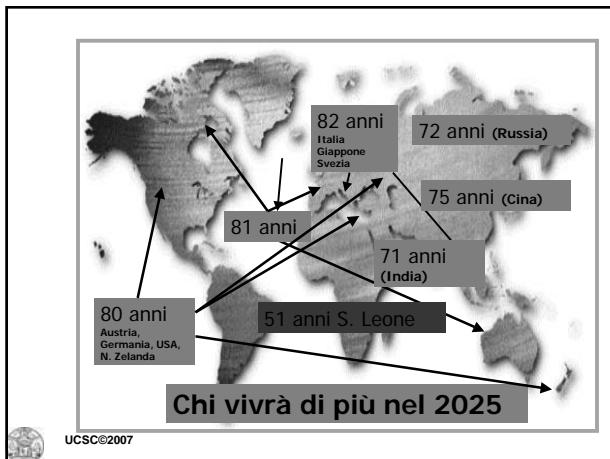 82 anni
Italia
Giappone
Svezia
72 anni (Russia)
75 anni (Cina)
81 anni
71 anni
(India)
80 anni
Austria,
Germania, USA,
N. Zelanda
51 anni S. Leone
Chi vivrà di più nel 2025
UCSC©2007